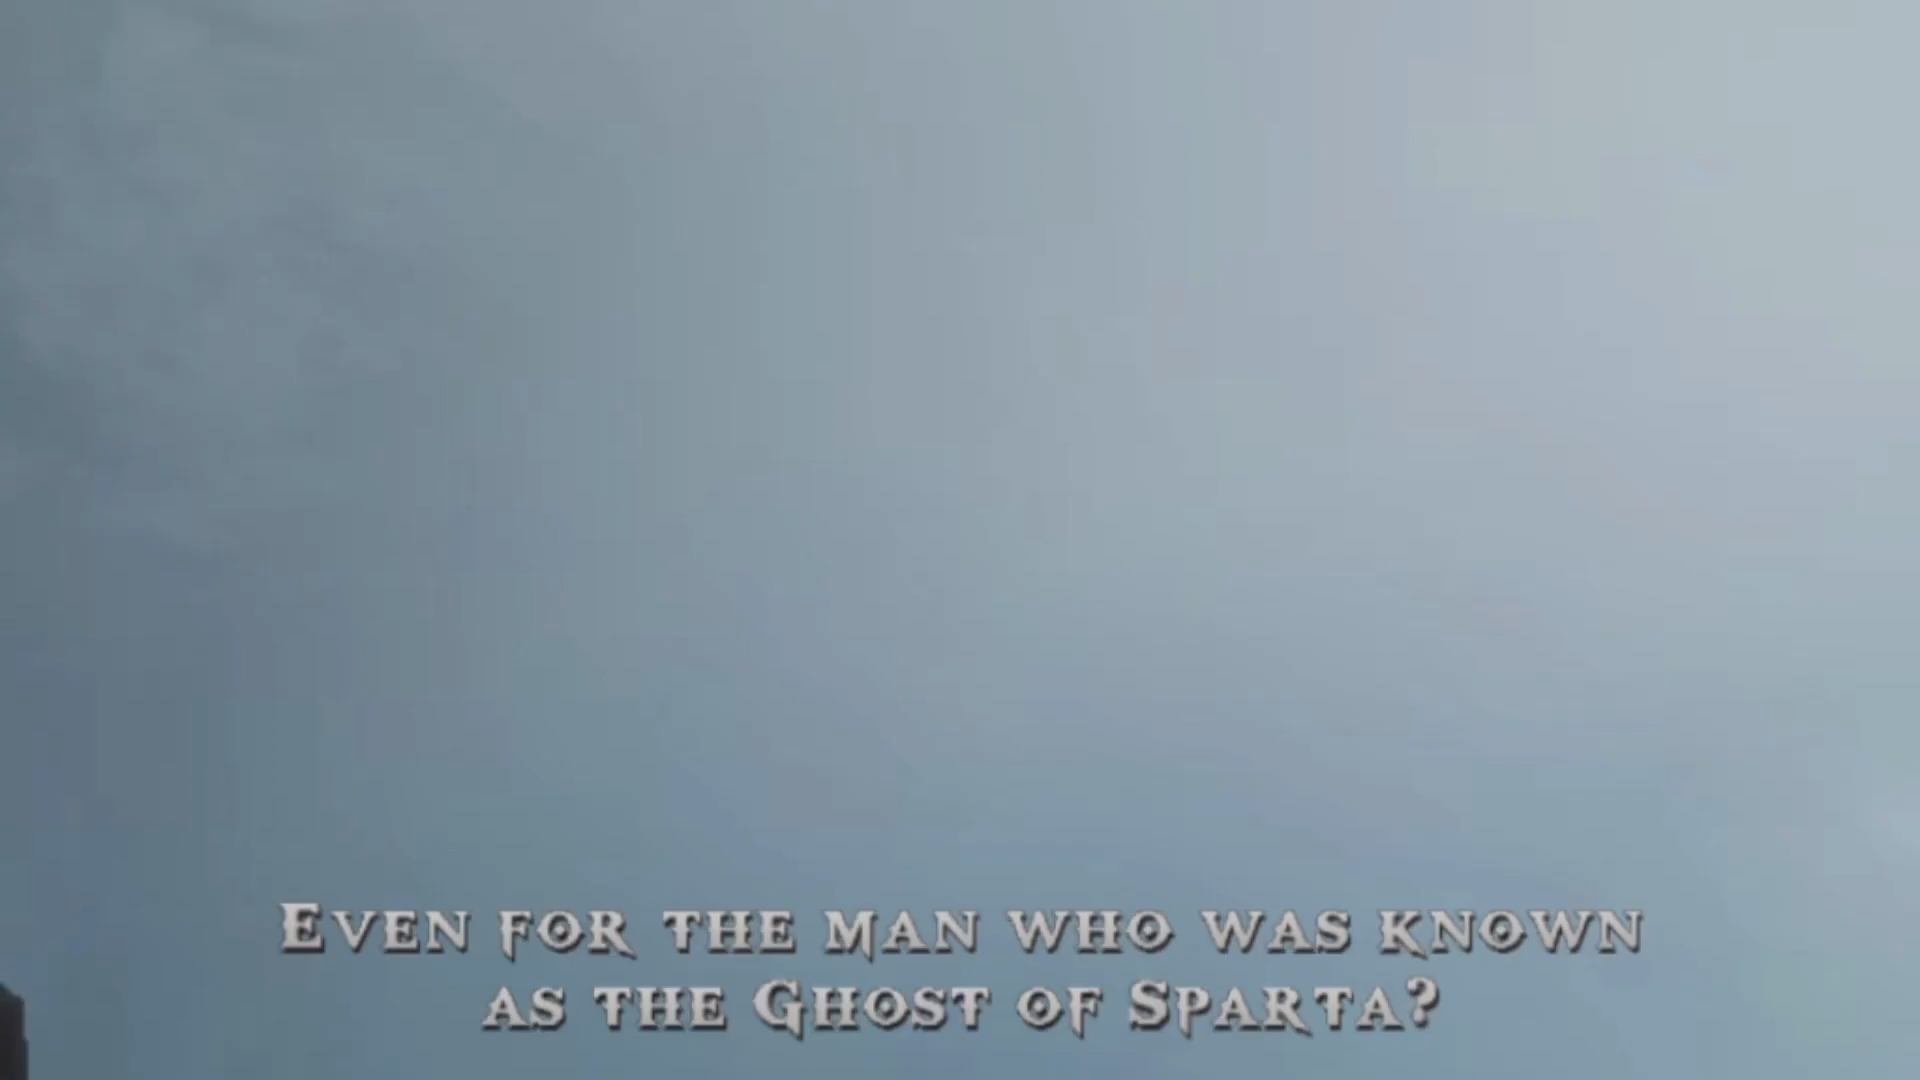 Even for the man who was known
as the Ghost of Sparta?